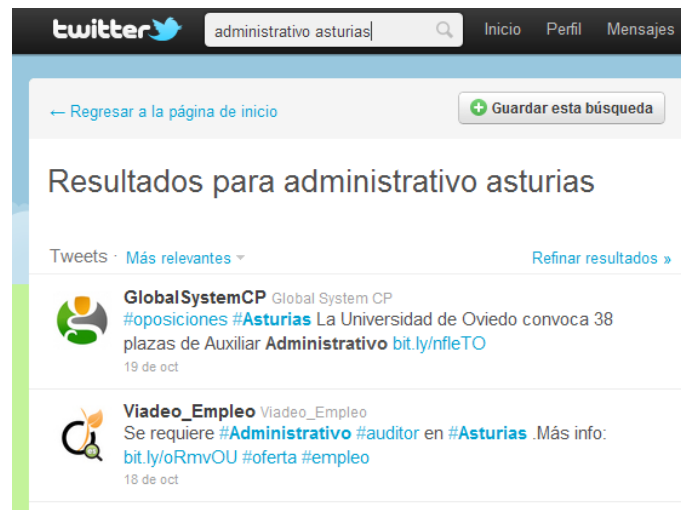 twitter administrativo asturias Inicio Perfil Mensajes
← Regresar a la página de inicio Guardar esta búsqueda
Resultados para administrativo asturias
Tweets · Más relevantes Refinar resultados »
GlobalSystemCP Global System CP
#oposiciones #Asturias La Universidad de Oviedo convoca 38
plazas de Auxiliar Administrativo bit.ly/nfleTO
19 de oct
Viadeo_Empleo Viadeo_Empleo
Se requiere #Administrativo #auditor en #Asturias .Más info:
bit.ly/oRmvOU #oferta #empleo
18 de oct